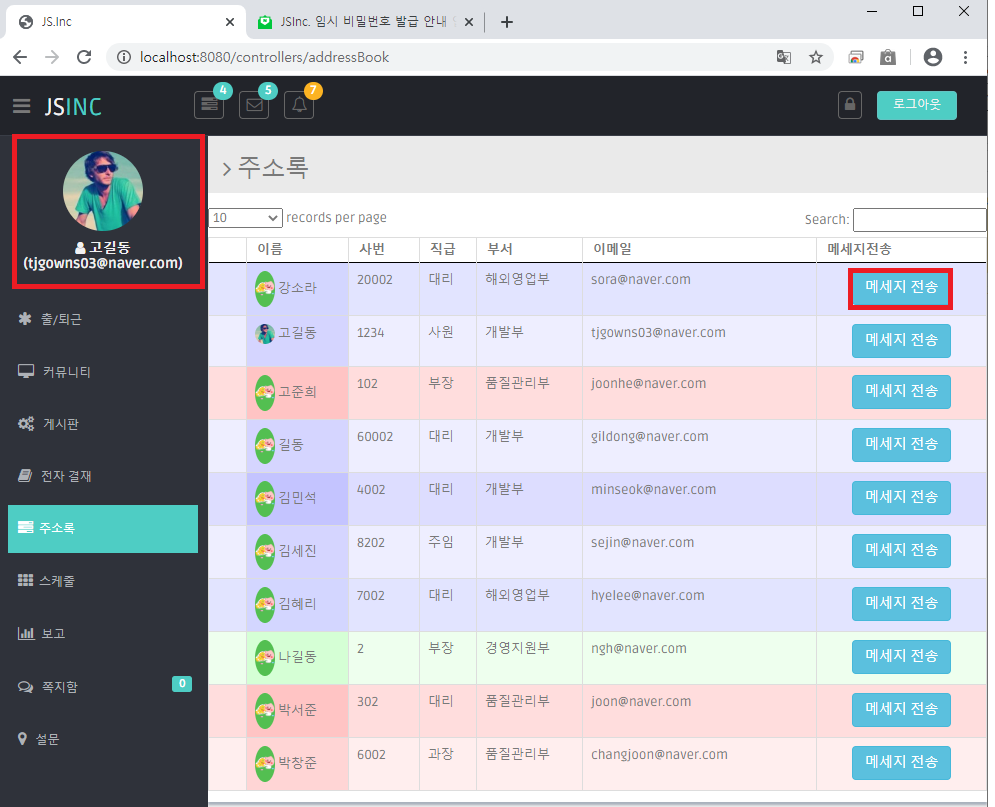 JS.Inc
JSInc. 임시 비밀번호 발급 안내
localhost:8080/controllers/addressBook
JSINC
4
5
7
로그아웃
고길동
(tjgowns03@naver.com)
출/퇴근
커뮤니티
게시판
전자 결재
주소록
스케줄
보고
쪽지함 0
설문
> 주소록
10 records per page
Search:
이름 사번 직급 부서 이메일 메세지전송
강소라 20002 대리 해외영업부 sora@naver.com 메세지 전송
고길동 1234 사원 개발부 tjgowns03@naver.com 메세지 전송
고준희 102 부장 품질관리부 joonhe@naver.com 메세지 전송
길동 60002 대리 개발부 gildong@naver.com 메세지 전송
김민석 4002 대리 개발부 minseok@naver.com 메세지 전송
김세진 8202 주임 개발부 sejin@naver.com 메세지 전송
김혜리 7002 대리 해외영업부 hyelee@naver.com 메세지 전송
나길동 2 부장 경영지원부 ngh@naver.com 메세지 전송
박서준 302 대리 품질관리부 joon@naver.com 메세지 전송
박창준 6002 과장 품질관리부 changjoon@naver.com 메세지 전송